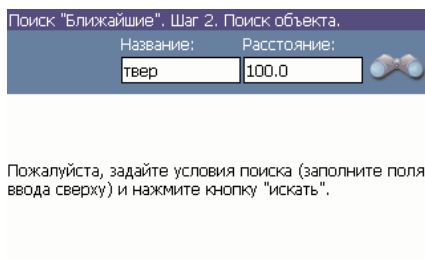 Поиск "Ближайшие". Шаг 2. Поиск объекта.
Название: Расстояние:
твер 100.0
Пожалуйста, задайте условия поиска (заполните поля
ввода сверху) и нажмите кнопку "искать".